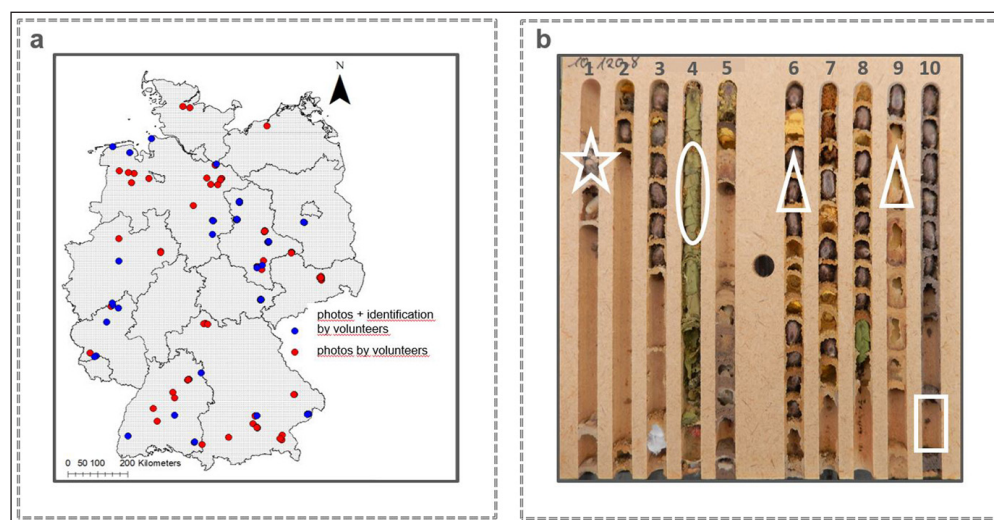 a
N
photos + identification
by volunteers
photos by volunteers
0 50 100 200 Kilometers
b
1 2 3 4 5 6 7 8 9 10